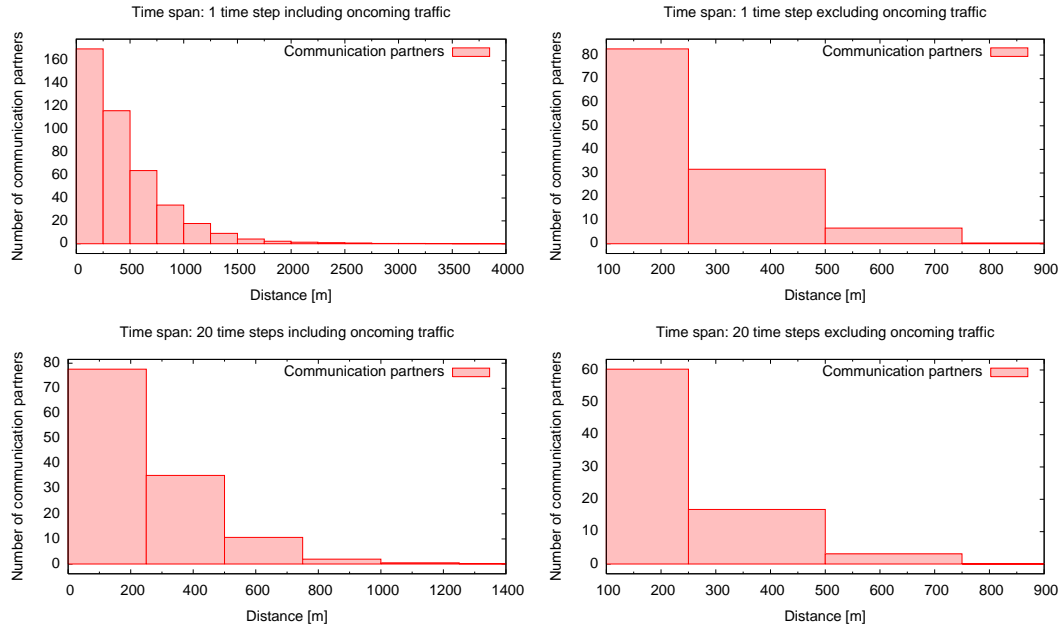 Time span: 1 time step including oncoming traffic
Number of communication partners
160
140
120
100
80
60
40
20
0
Communication partners
0 500 1000 1500 2000 2500 3000 3500 4000
Distance [m]
Time span: 1 time step excluding oncoming traffic
Number of communication partners
80
70
60
50
40
30
20
10
0
Communication partners
100 200 300 400 500 600 700 800 900
Distance [m]
Time span: 20 time steps including oncoming traffic
Number of communication partners
80
70
60
50
40
30
20
10
0
Communication partners
0 200 400 600 800 1000 1200 1400
Distance [m]
Time span: 20 time steps excluding oncoming traffic
Number of communication partners
60
50
40
30
20
10
0
Communication partners
100 200 300 400 500 600 700 800 900
Distance [m]